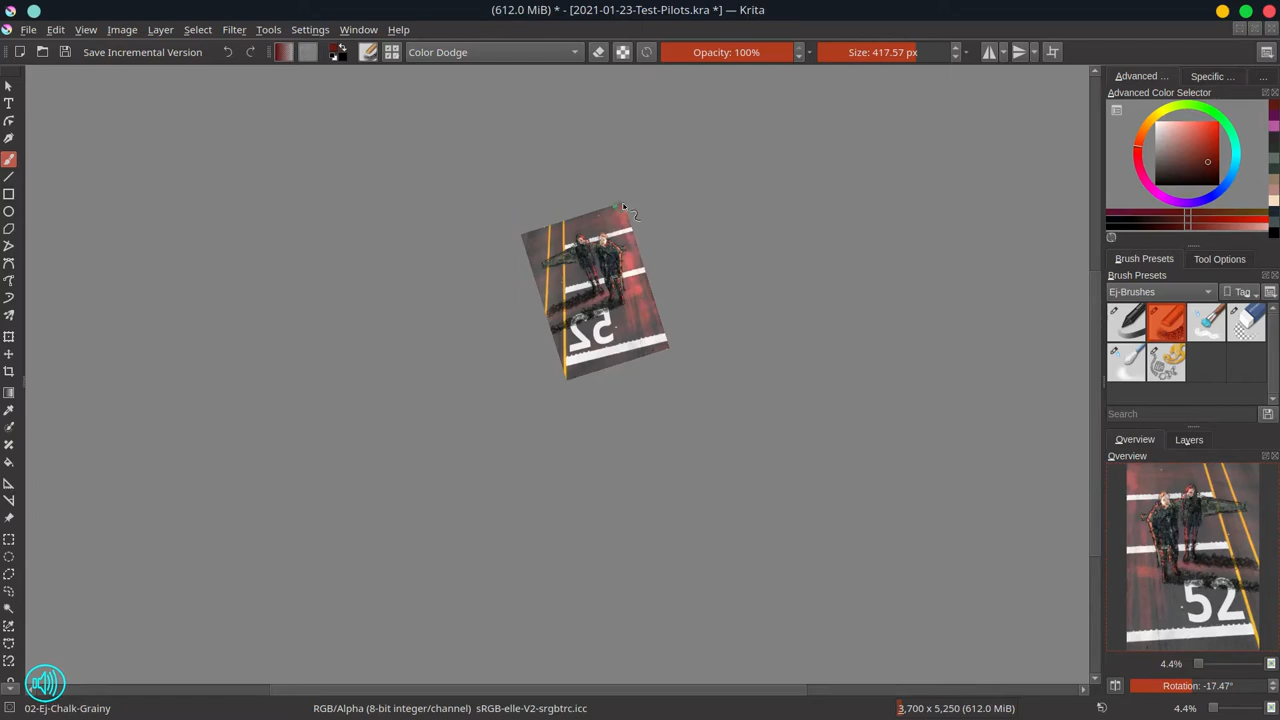 (612.0 MiB) * - [2021-01-23-Test-Pilots.kra *] — Krita
File Edit View Image Layer Select Filter Tools Settings Window Help
Save Incremental Version Color Dodge Opacity: 100% Size: 417.57 px
Advanced ... Specific ... ...
Advanced Color Selector
Brush Presets Tool Options
Brush Presets
Ej-Brushes Tag
Search
Overview Layers
Overview
52
52
4.4%
Rotation: -17.47°
02-Ej-Chalk-Grainy RGB/Alpha (8-bit integer/channel) sRGB-elle-V2-srgbtrc.icc 3,700 x 5,250 (612.0 MiB) 4.4%